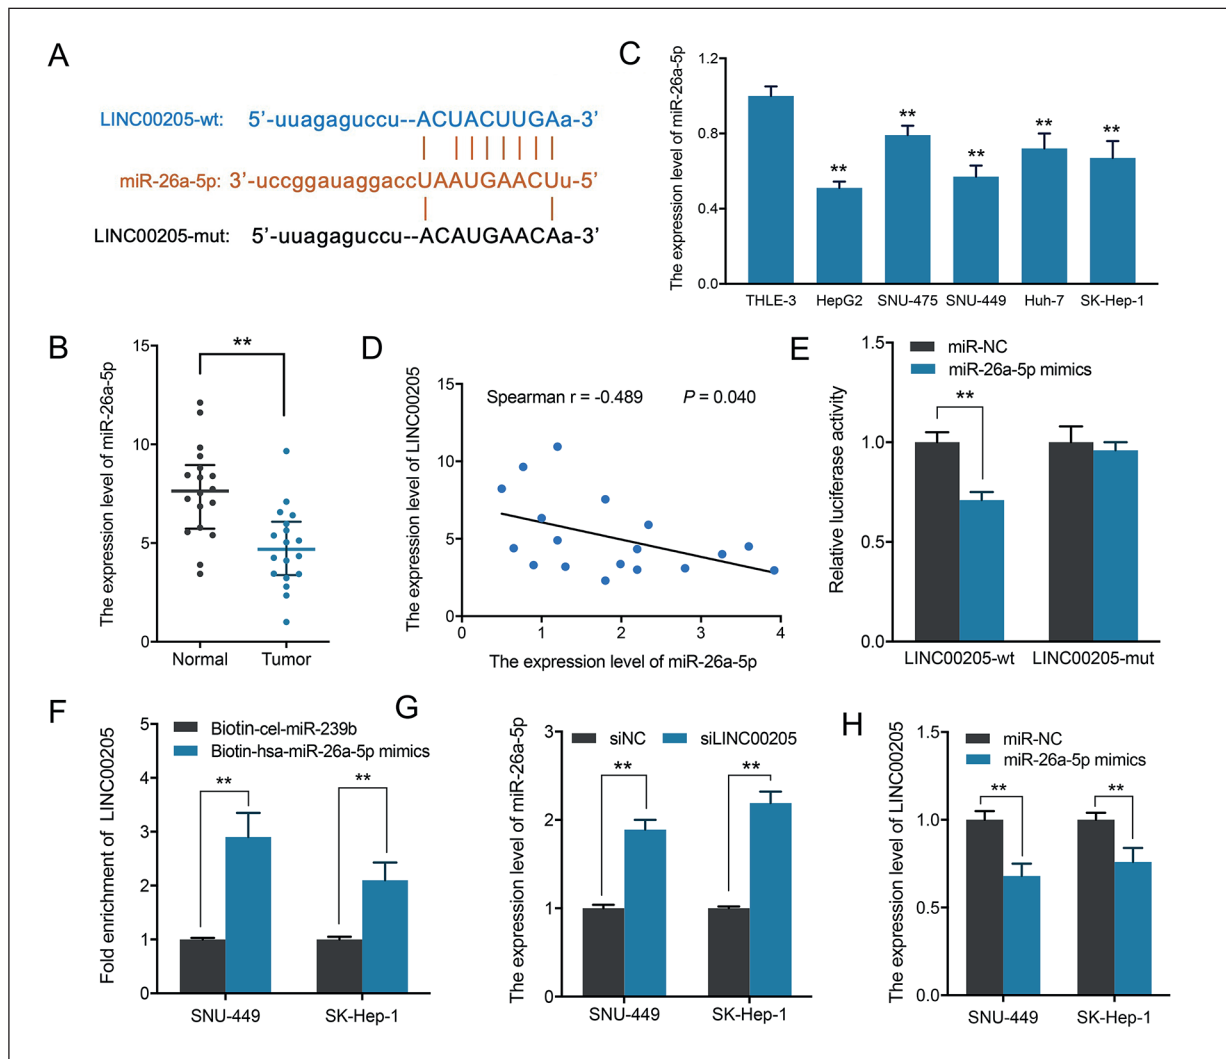 A
LINC00205-wt: 5’-uuagaguccu--ACUACUUGAa-3’
miR-26a-5p: 3’-uccggauaggaccUAAUGAACUu-5’
LINC00205-mut: 5’-uuagaguccu--ACAUGAACAa-3’
C
The expression level of miR-26a-5p
1.2
0.8
0.4
0.0
**
**
**
**
**
THLE-3 HepG2 SNU-475 SNU-449 Huh-7 SK-Hep-1
B
The expression level of miR-26a-5p
15
10
5
0
**
Normal Tumor
D
The expression level of LINC00205
15
10
5
0
Spearman r = -0.489 P = 0.040
0 1 2 3 4
The expression level of miR-26a-5p
E
Relative luciferase activity
1.5
1.0
0.5
0.0
miR-NC
miR-26a-5p mimics
**
LINC00205-wt LINC00205-mut
F
Fold enrichment of LINC00205
5
4
3
2
1
0
Biotin-cel-miR-239b
Biotin-hsa-miR-26a-5p mimics
** **
SNU-449 SK-Hep-1
G
The expression level of miR-26a-5p
3
2
1
0
siNC siLINC00205
** **
SNU-449 SK-Hep-1
H
The expression level of LINC00205
1.5
1.0
0.5
0.0
miR-NC
miR-26a-5p mimics
** **
SNU-449 SK-Hep-1